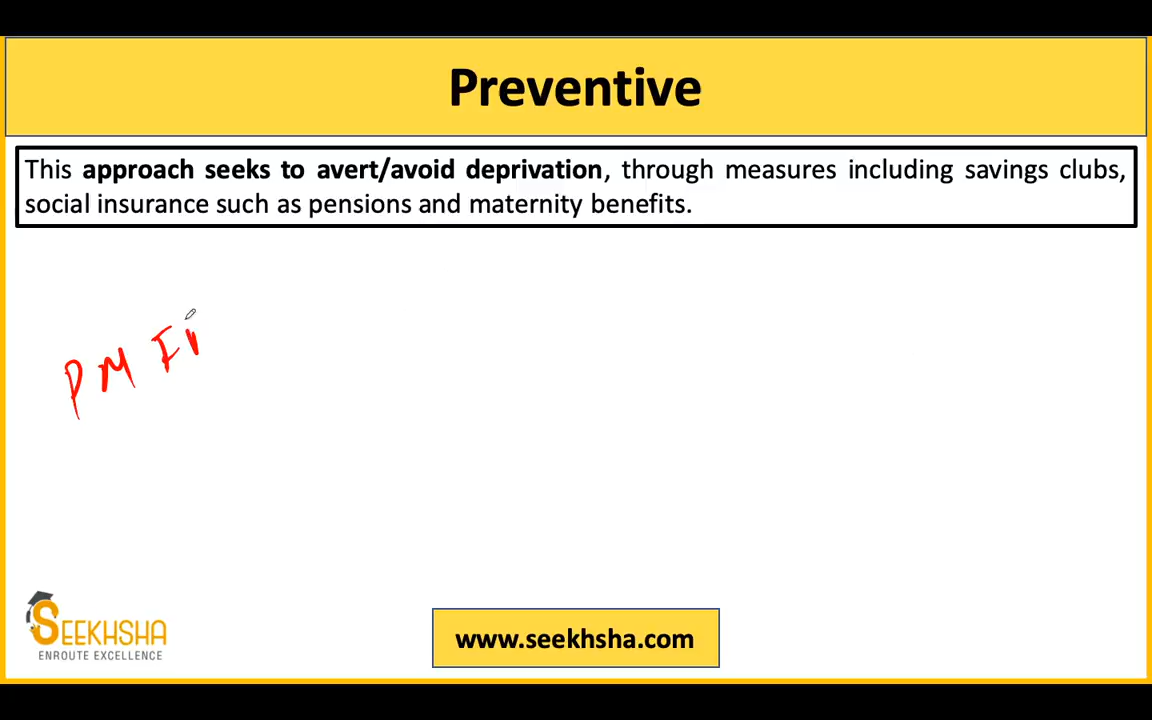 Preventive
This approach seeks to avert/avoid deprivation, through measures including savings clubs,
social insurance such as pensions and maternity benefits.
PM
SEEKHSHA
ENROUTE EXCELLENCE
www.seekhsha.com